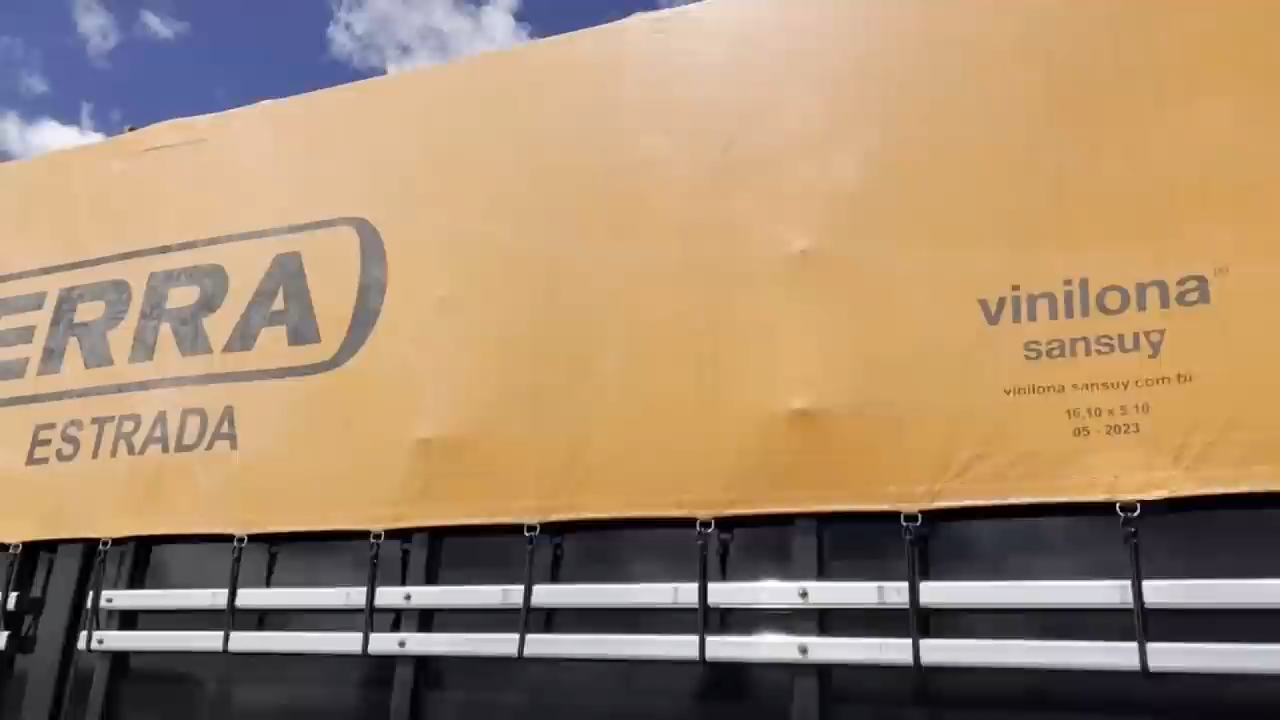 ERRA
ESTRADA
vinilona®
sansuy
vinilona.sansuy.com.br
16,10 x 5,10
05 - 2023